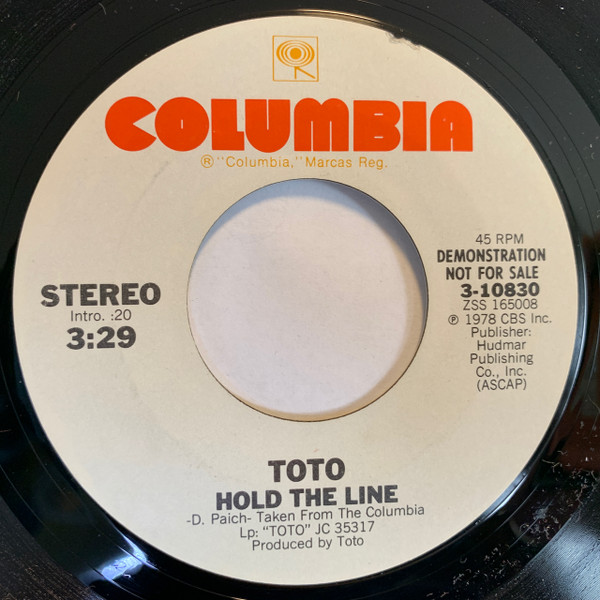 COLUMBIA
® "Columbia," Marcas Reg.
STEREO
Intro. :20
3:29
45 RPM
DEMONSTRATION
NOT FOR SALE
3-10830
ZSS 165008
℗ 1978 CBS Inc.
Publisher:
Hudmar
Publishing
Co., Inc.
(ASCAP)
TOTO
HOLD THE LINE
-D. Paich- Taken From The Columbia
Lp: "TOTO" JC 35317
Produced by Toto